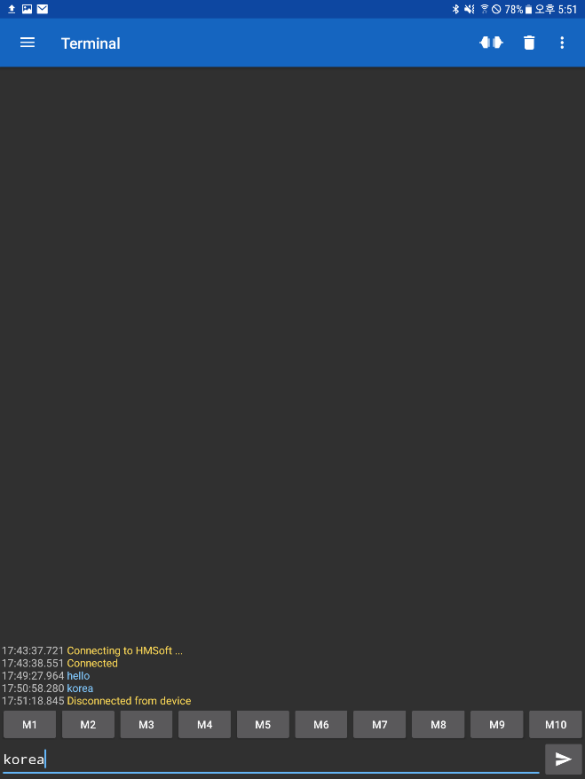 78% 오후 5:51
Terminal
17:43:37.721 Connecting to HMSoft ...
17:43:38.551 Connected
17:49:27.964 hello
17:50:58.280 korea
17:51:18.845 Disconnected from device
M1 M2 M3 M4 M5 M6 M7 M8 M9 M10
korea